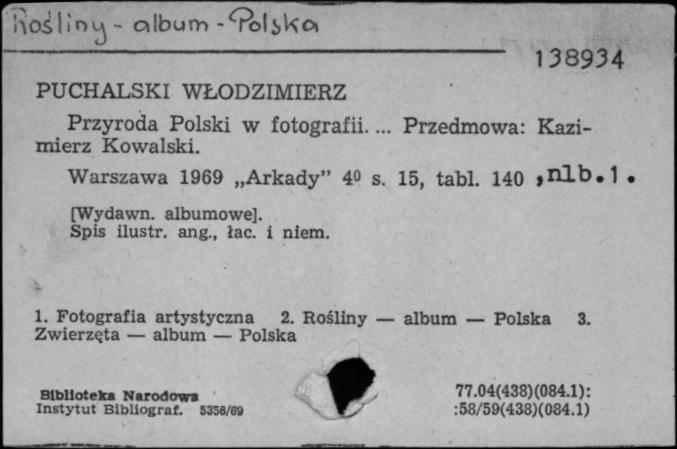 Rośliny - album - Polska
138934
PUCHALSKI WŁODZIMIERZ
Przyroda Polski w fotografii. ... Przedmowa: Kazi-
mierz Kowalski.
Warszawa 1969 „Arkady” 4⁰ s. 15, tabl. 140 ,nlb.1.
[Wydawn. albumowe].
Spis ilustr. ang., łac. i niem.
1. Fotografia artystyczna 2. Rośliny — album — Polska 3.
Zwierzęta — album — Polska
Biblioteka Narodowa
Instytut Bibliograf. 5356/69
77.04(438)(084.1):
:58/59(438)(084.1)